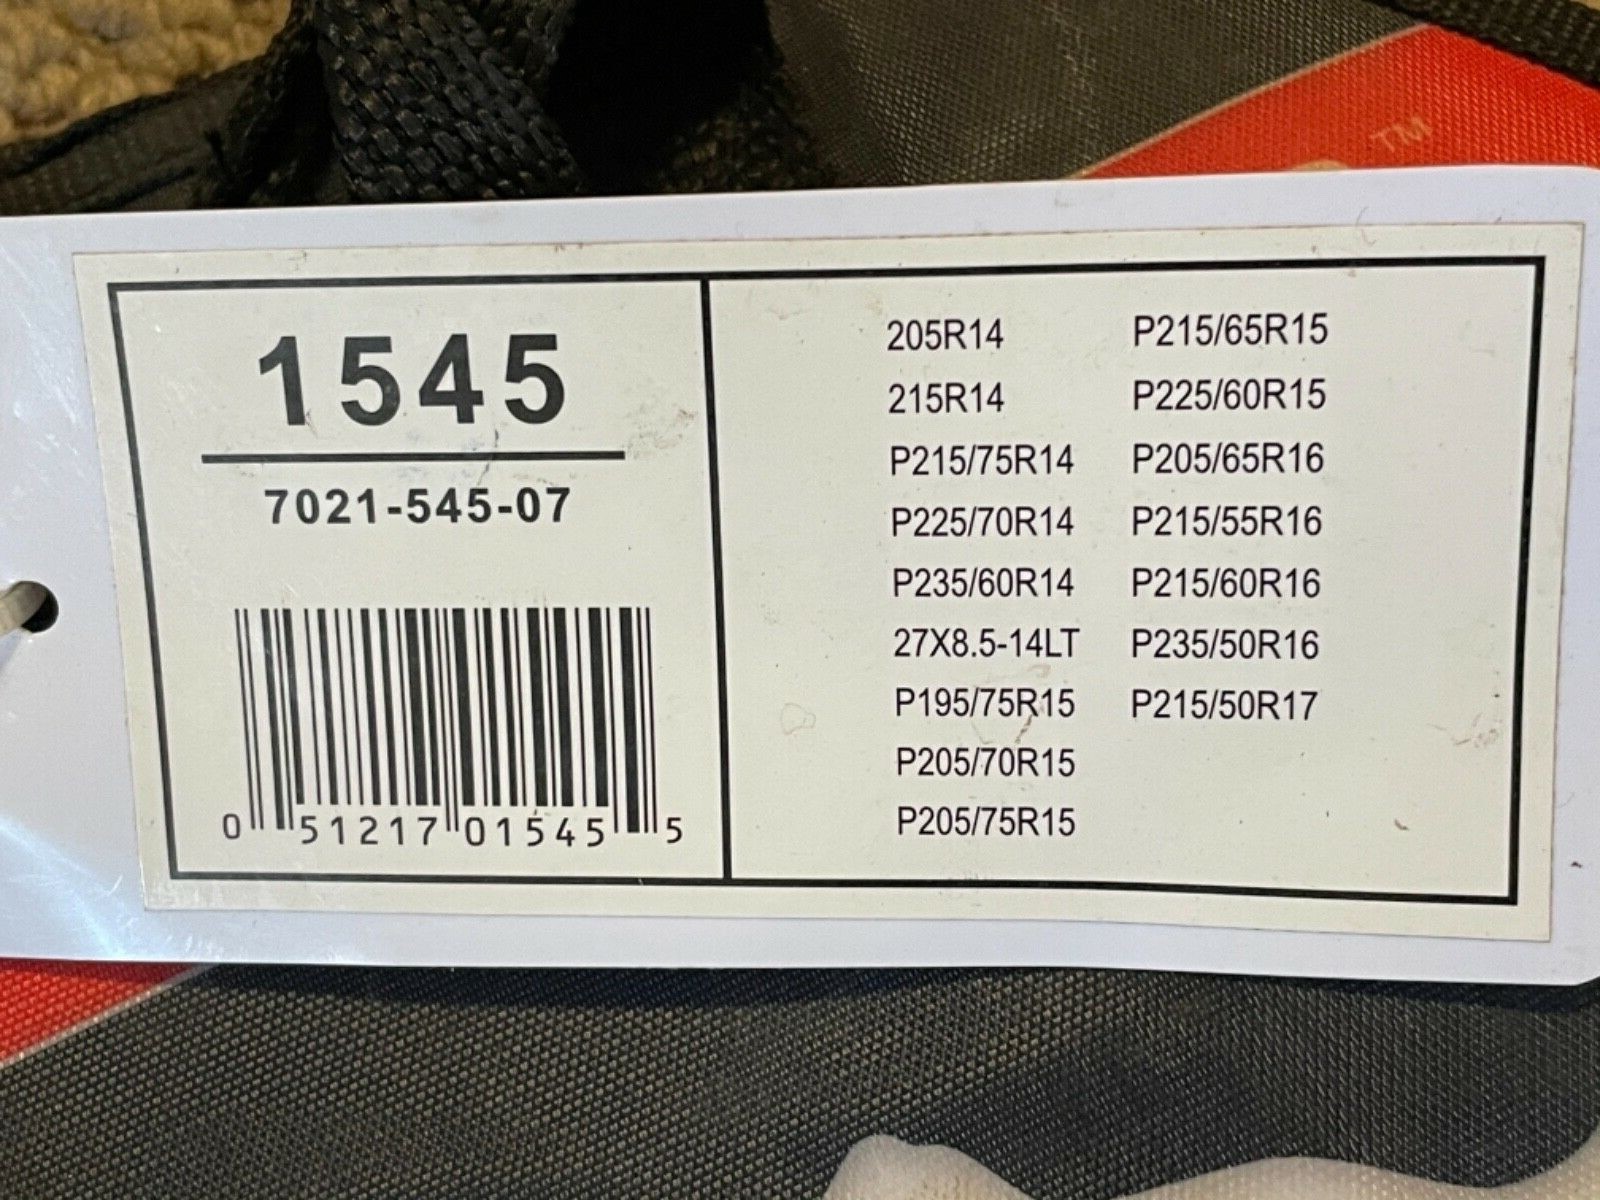 TM
1545
7021-545-07
0 51217 01545 5
205R14
215R14
P215/75R14
P225/70R14
P235/60R14
27X8.5-14LT
P195/75R15
P205/70R15
P205/75R15
P215/65R15
P225/60R15
P205/65R16
P215/55R16
P215/60R16
P235/50R16
P215/50R17